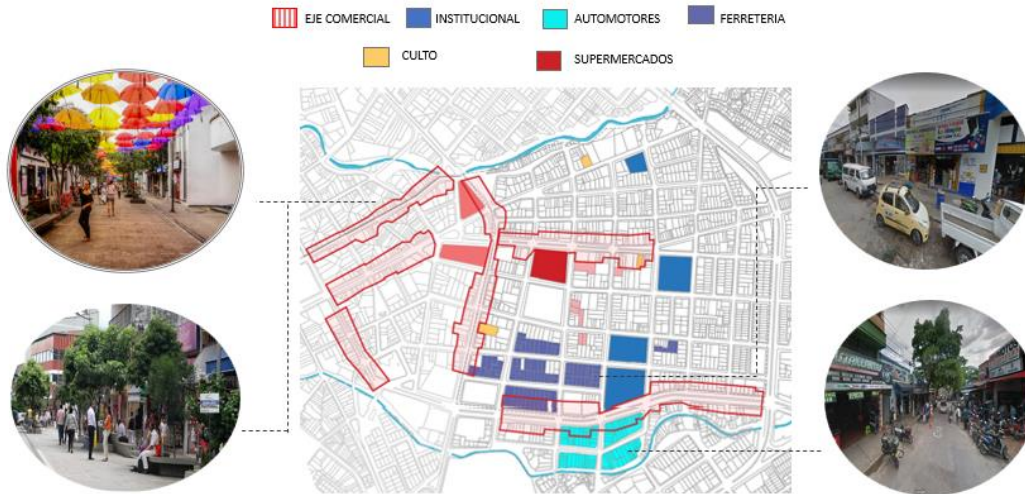 EJE COMERCIAL
INSTITUCIONAL
AUTOMOTORES
FERRETERIA
CULTO
SUPERMERCADOS